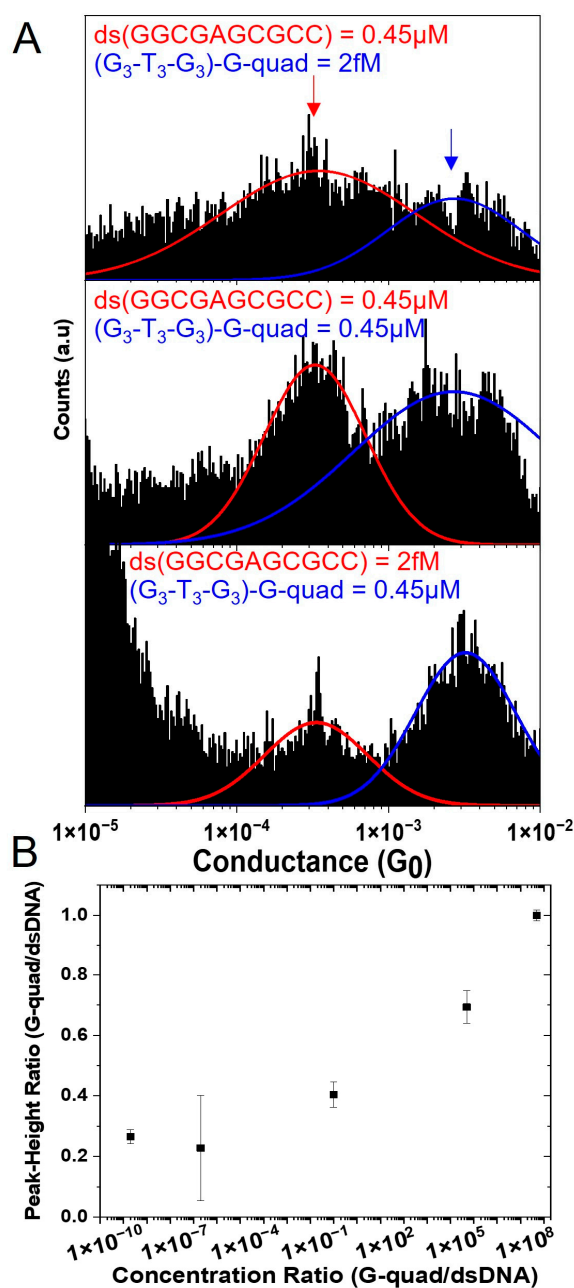 A
ds(GGCGAGCGCC) = 0.45µM
(G₃-T₃-G₃)-G-quad = 2fM
ds(GGCGAGCGCC) = 0.45µM
(G₃-T₃-G₃)-G-quad = 0.45µM
ds(GGCGAGCGCC) = 2fM
(G₃-T₃-G₃)-G-quad = 0.45µM
Counts (a.u)
1×10⁻⁵ 1×10⁻⁴ 1×10⁻³ 1×10⁻²
Conductance (G₀)
B
Peak-Height Ratio (G-quad/dsDNA)
1.0
0.8
0.6
0.4
0.2
0.0
1×10⁻¹⁰ 1×10⁻⁷ 1×10⁻⁴ 1×10⁻¹ 1×10² 1×10⁵ 1×10⁸
Concentration Ratio (G-quad/dsDNA)